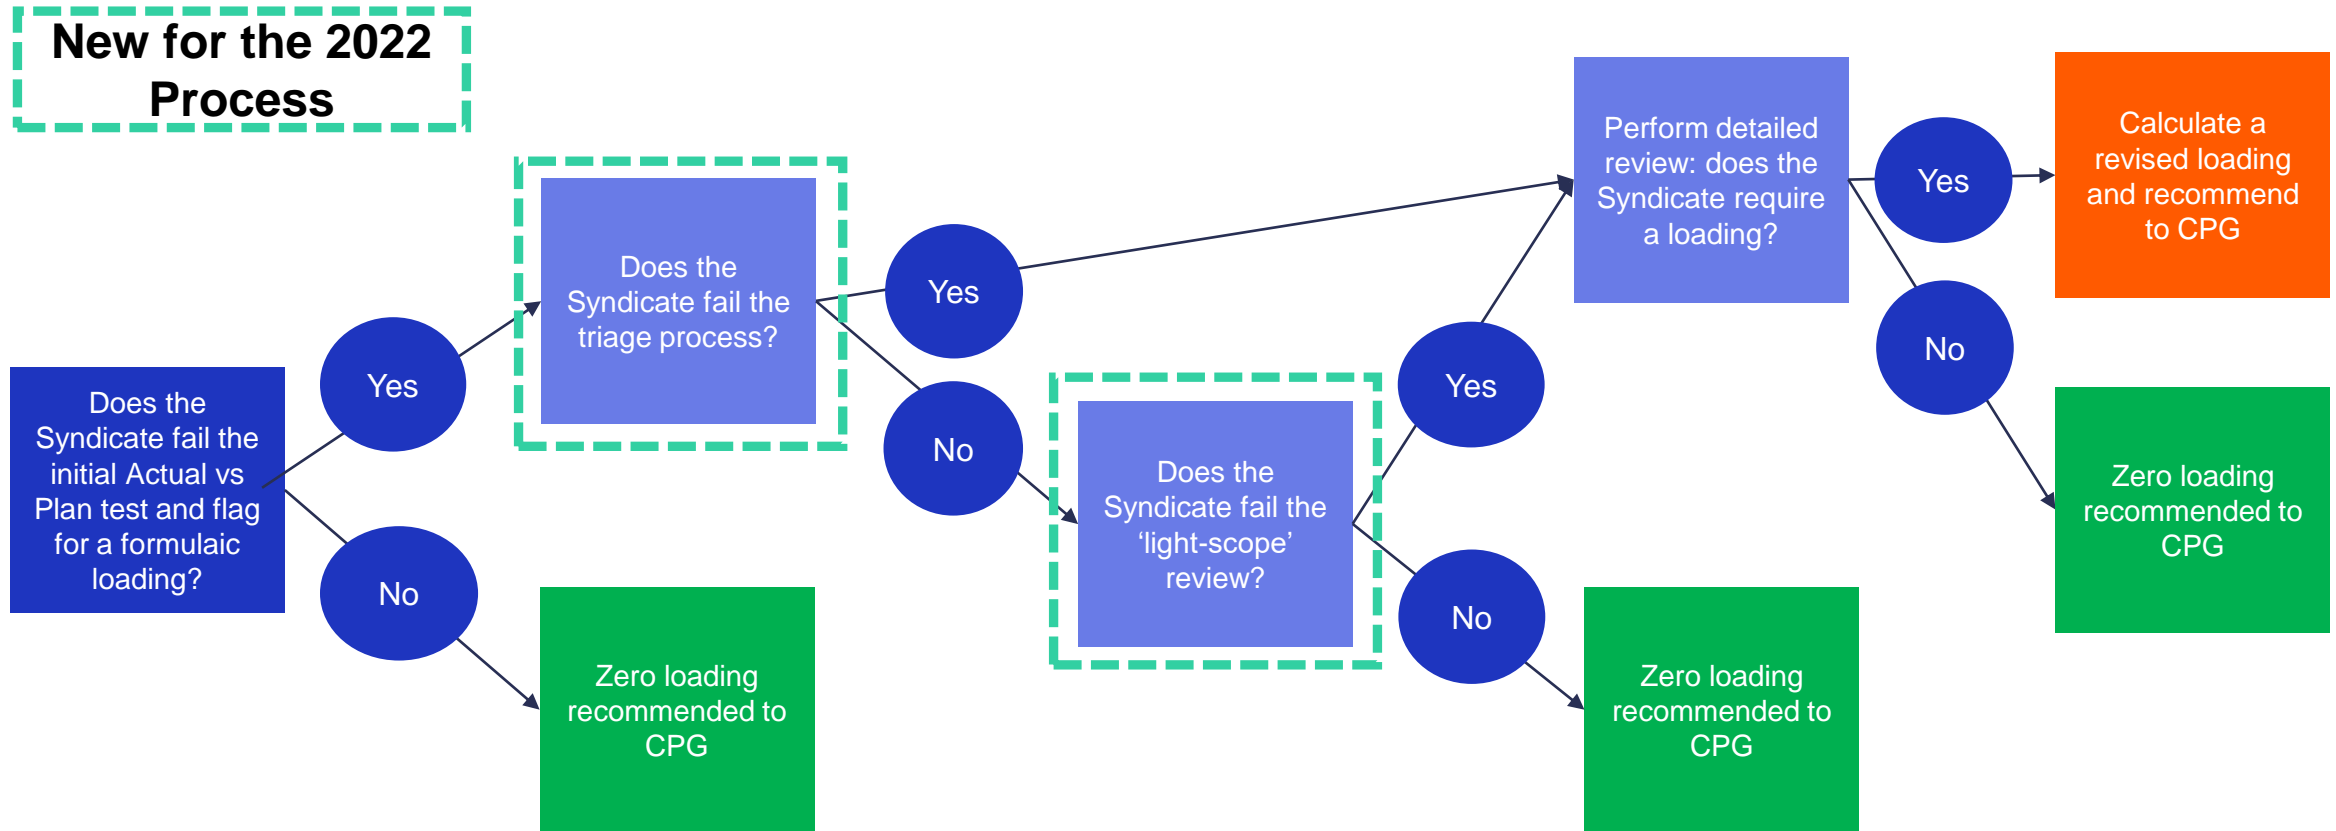 New for the 2022
Process
Does the
Syndicate fail the
initial Actual vs
Plan test and flag
for a formulaic
loading?
Yes
No
Does the
Syndicate fail the
triage process?
Zero loading
recommended to
CPG
Yes
No
Does the
Syndicate fail the
‘light-scope’
review?
Yes
No
Perform detailed
review: does the
Syndicate require
a loading?
Zero loading
recommended to
CPG
Yes
No
Calculate a
revised loading
and recommend
to CPG
Zero loading
recommended to
CPG